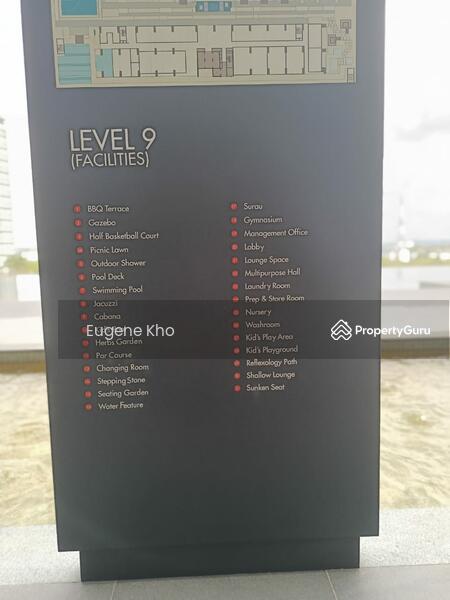 LEVEL 9
(FACILITIES)
BBQ Terrace
Gazebo
Half Basketball Court
Picnic Lawn
Outdoor Shower
Pool Deck
Swimming Pool
Jacuzzi
Cabana
Herbs Garden
Par Course
Changing Room
Stepping Stone
Seating Garden
Water Feature
Surau
Gymnasium
Management Office
Lobby
Lounge Space
Multipurpose Hall
Laundry Room
Prep & Store Room
Nursery
Washroom
Kid's Play Area
Kid's Playground
Reflexology Path
Shallow Lounge
Sunken Seat
Eugene Kho
PropertyGuru